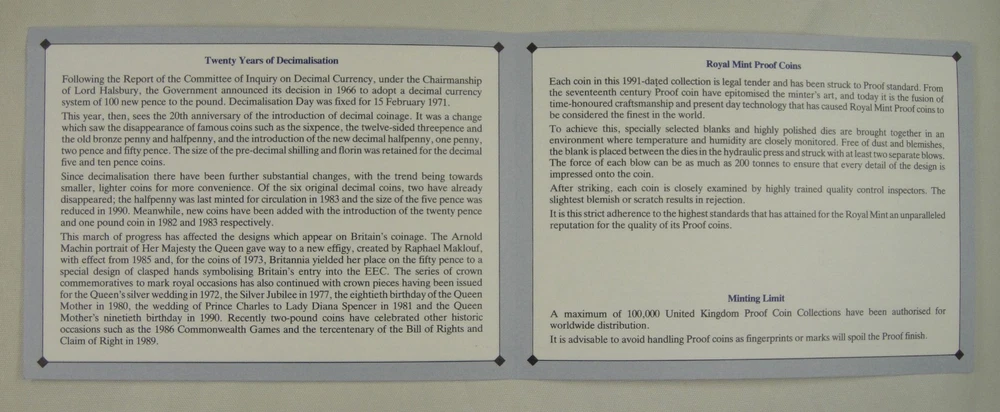 Twenty Years of Decimalisation
Following the Report of the Committee of Inquiry on Decimal Currency, under the Chairmanship
of Lord Halsbury, the Government announced its decision in 1966 to adopt a decimal currency
system of 100 new pence to the pound. Decimalisation Day was fixed for 15 February 1971.
This year, then, sees the 20th anniversary of the introduction of decimal coinage. It was a change
which saw the disappearance of famous coins such as the sixpence, the twelve-sided threepence and
the old bronze penny and halfpenny, and the introduction of the new decimal halfpenny, one penny,
two pence and fifty pence. The size of the pre-decimal shilling and florin was retained for the decimal
five and ten pence coins.
Since decimalisation there have been further substantial changes, with the trend being towards
smaller, lighter coins for more convenience. Of the six original decimal coins, two have already
disappeared; the halfpenny was last minted for circulation in 1983 and the size of the five pence was
reduced in 1990. Meanwhile, new coins have been added with the introduction of the twenty pence
and one pound coin in 1982 and 1983 respectively.
This march of progress has affected the designs which appear on Britain's coinage. The Arnold
Machin portrait of Her Majesty the Queen gave way to a new effigy, created by Raphael Maklouf,
with effect from 1985 and, for the coins of 1973, Britannia yielded her place on the fifty pence to a
special design of clasped hands symbolising Britain's entry into the EEC. The series of crown
commemoratives to mark royal occasions has also continued with crown pieces having been issued
for the Queen's silver wedding in 1972, the Silver Jubilee in 1977, the eightieth birthday of the Queen
Mother in 1980, the wedding of Prince Charles to Lady Diana Spencer in 1981 and the Queen
Mother's ninetieth birthday in 1990. Recently two-pound coins have celebrated other historic
occasions such as the 1986 Commonwealth Games and the tercentenary of the Bill of Rights and
Claim of Right in 1989.
Royal Mint Proof Coins
Each coin in this 1991-dated collection is legal tender and has been struck to Proof standard. From
the seventeenth century Proof coin have epitomised the minter's art, and today it is the fusion of
time-honoured craftsmanship and present day technology that has caused Royal Mint Proof coins to
be considered the finest in the world.
To achieve this, specially selected blanks and highly polished dies are brought together in an
environment where temperature and humidity are closely monitored. Free of dust and blemishes,
the blank is placed between the dies in the hydraulic press and struck with at least two separate blows.
The force of each blow can be as much as 200 tonnes to ensure that every detail of the design is
impressed onto the coin.
After striking, each coin is closely examined by highly trained quality control inspectors. The
slightest blemish or scratch results in rejection.
It is this strict adherence to the highest standards that has attained for the Royal Mint an unparalleled
reputation for the quality of its Proof coins.
Minting Limit
A maximum of 100,000 United Kingdom Proof Coin Collections have been authorised for
worldwide distribution.
It is advisable to avoid handling Proof coins as fingerprints or marks will spoil the Proof finish.